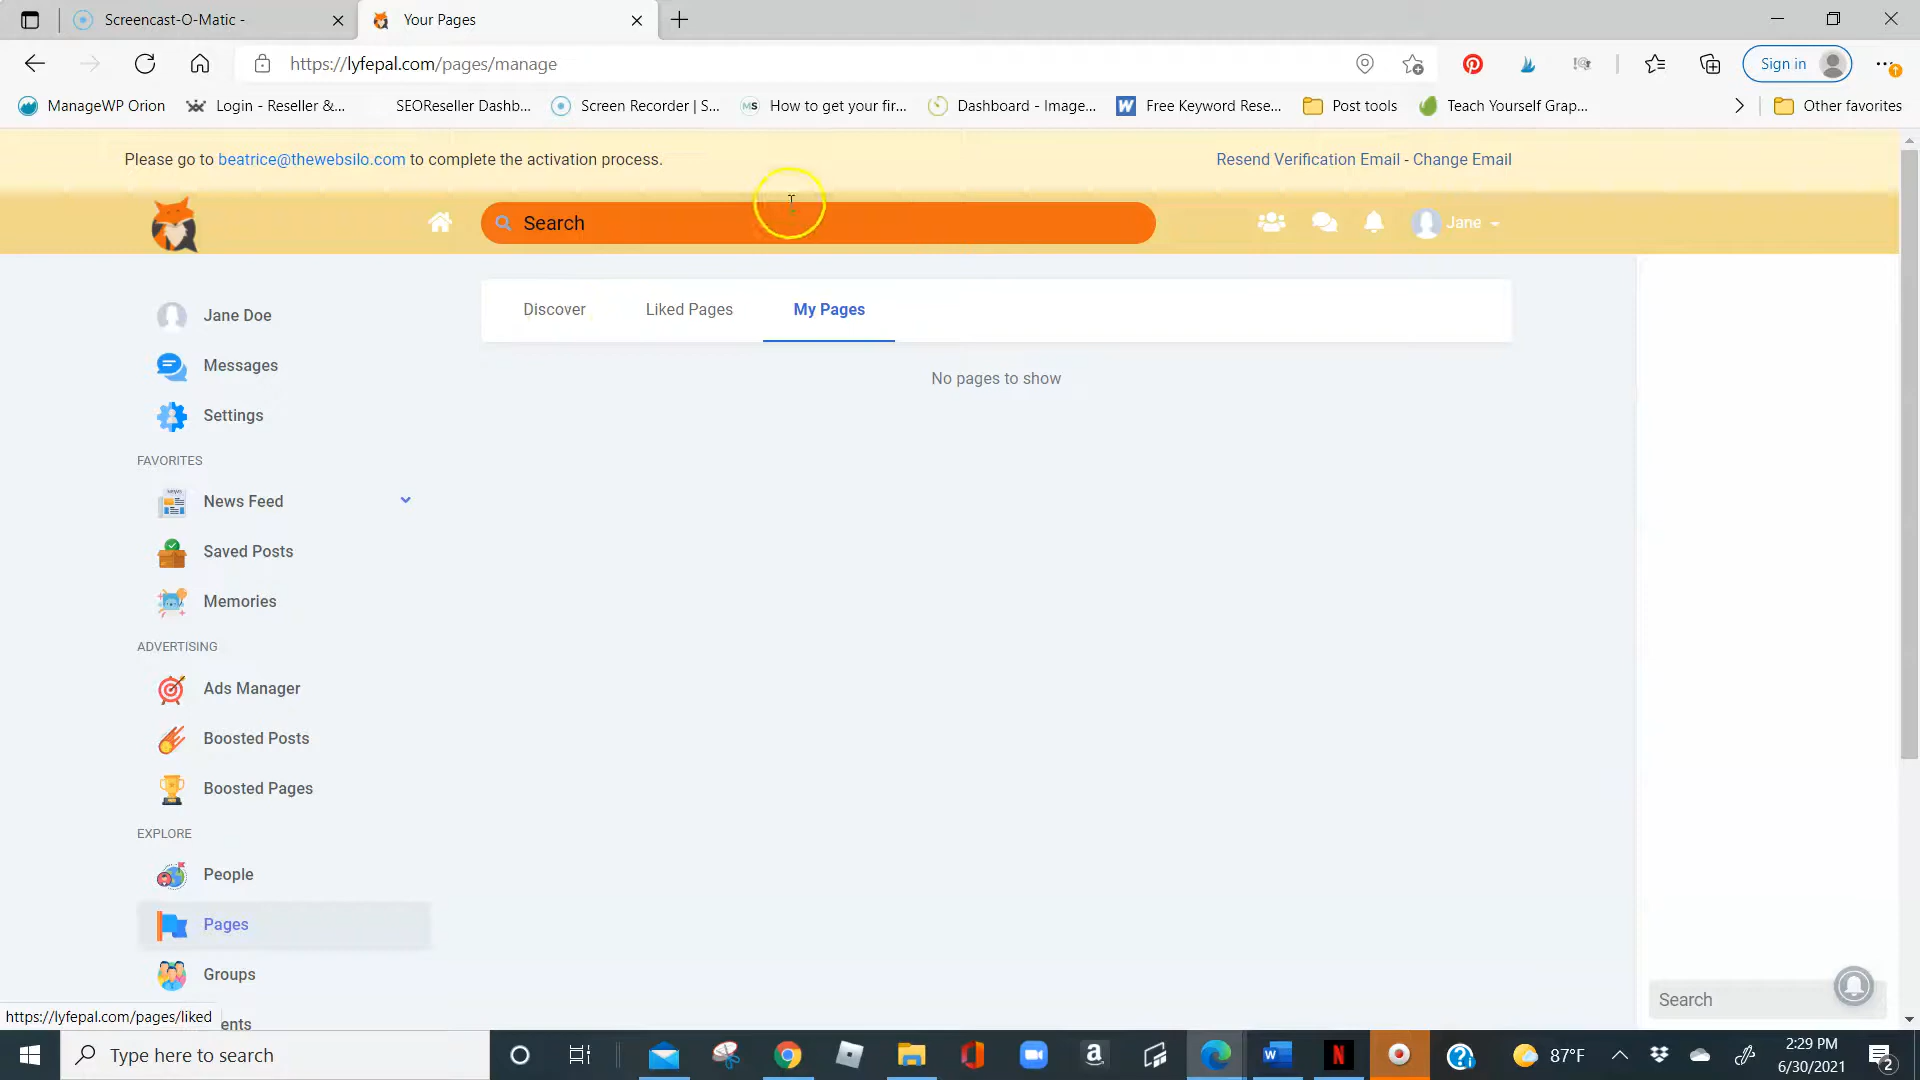 Screencast-O-Matic -
Your Pages
https://lyfepal.com/pages/manage
Sign in
ManageWP Orion
Login - Reseller &...
SEOReseller Dashb...
Screen Recorder | S...
MS
How to get your fir...
Dashboard - Image...
W
Free Keyword Rese...
Post tools
Teach Yourself Grap...
Other favorites
Please go to beatrice@thewebsilo.com to complete the activation process.
Resend Verification Email - Change Email
Search
Jane
Discover
Liked Pages
My Pages
No pages to show
Jane Doe
Messages
Settings
FAVORITES
News Feed
Saved Posts
Memories
ADVERTISING
Ads Manager
Boosted Posts
Boosted Pages
EXPLORE
People
Pages
Groups
ents
Search
https://lyfepal.com/pages/liked
Type here to search
87°F
2:29 PM
6/30/2021
2